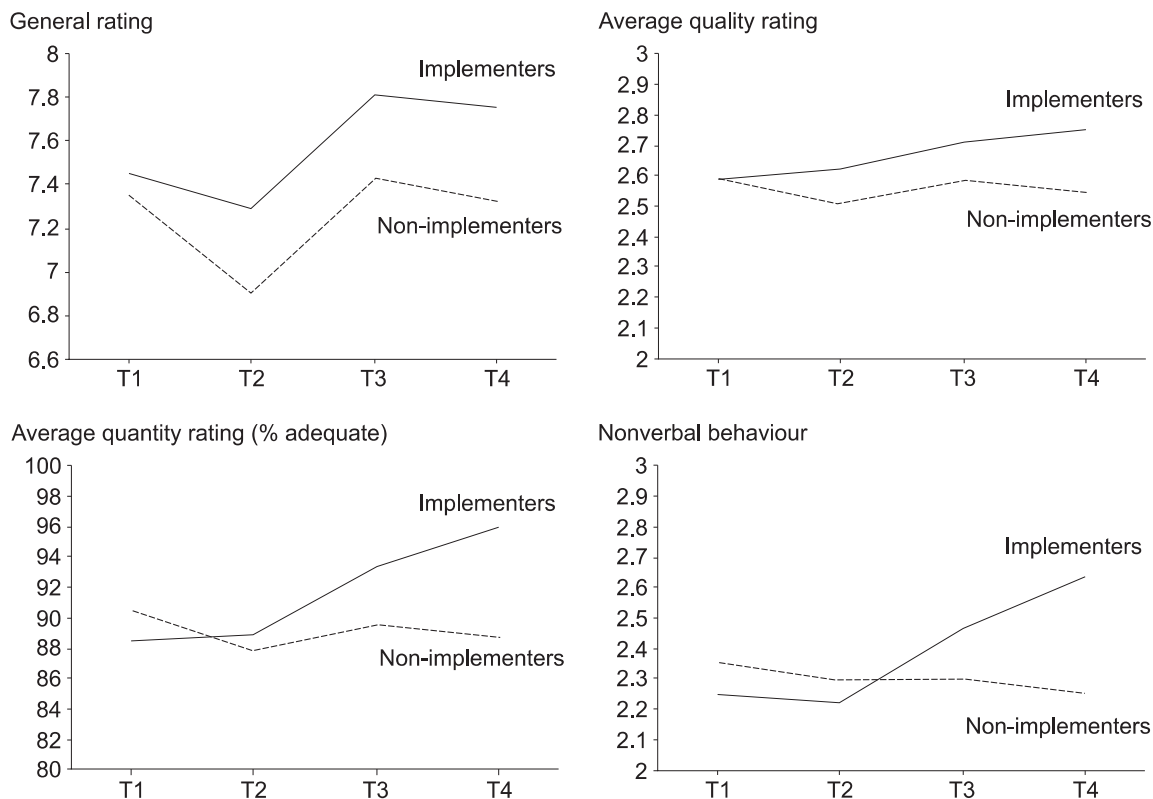 General rating
8
7.8
7.6
7.4
7.2
7
6.8
6.6
Implementers
Non-implementers
T1 T2 T3 T4
Average quality rating
3
2.9
2.8
2.7
2.6
2.5
2.4
2.3
2.2
2.1
2
Implementers
Non-implementers
T1 T2 T3 T4
Average quantity rating (% adequate)
100
98
96
94
92
90
88
86
84
82
80
Implementers
Non-implementers
T1 T2 T3 T4
Nonverbal behaviour
3
2.9
2.8
2.7
2.6
2.5
2.4
2.3
2.2
2.1
2
Implementers
Non-implementers
T1 T2 T3 T4